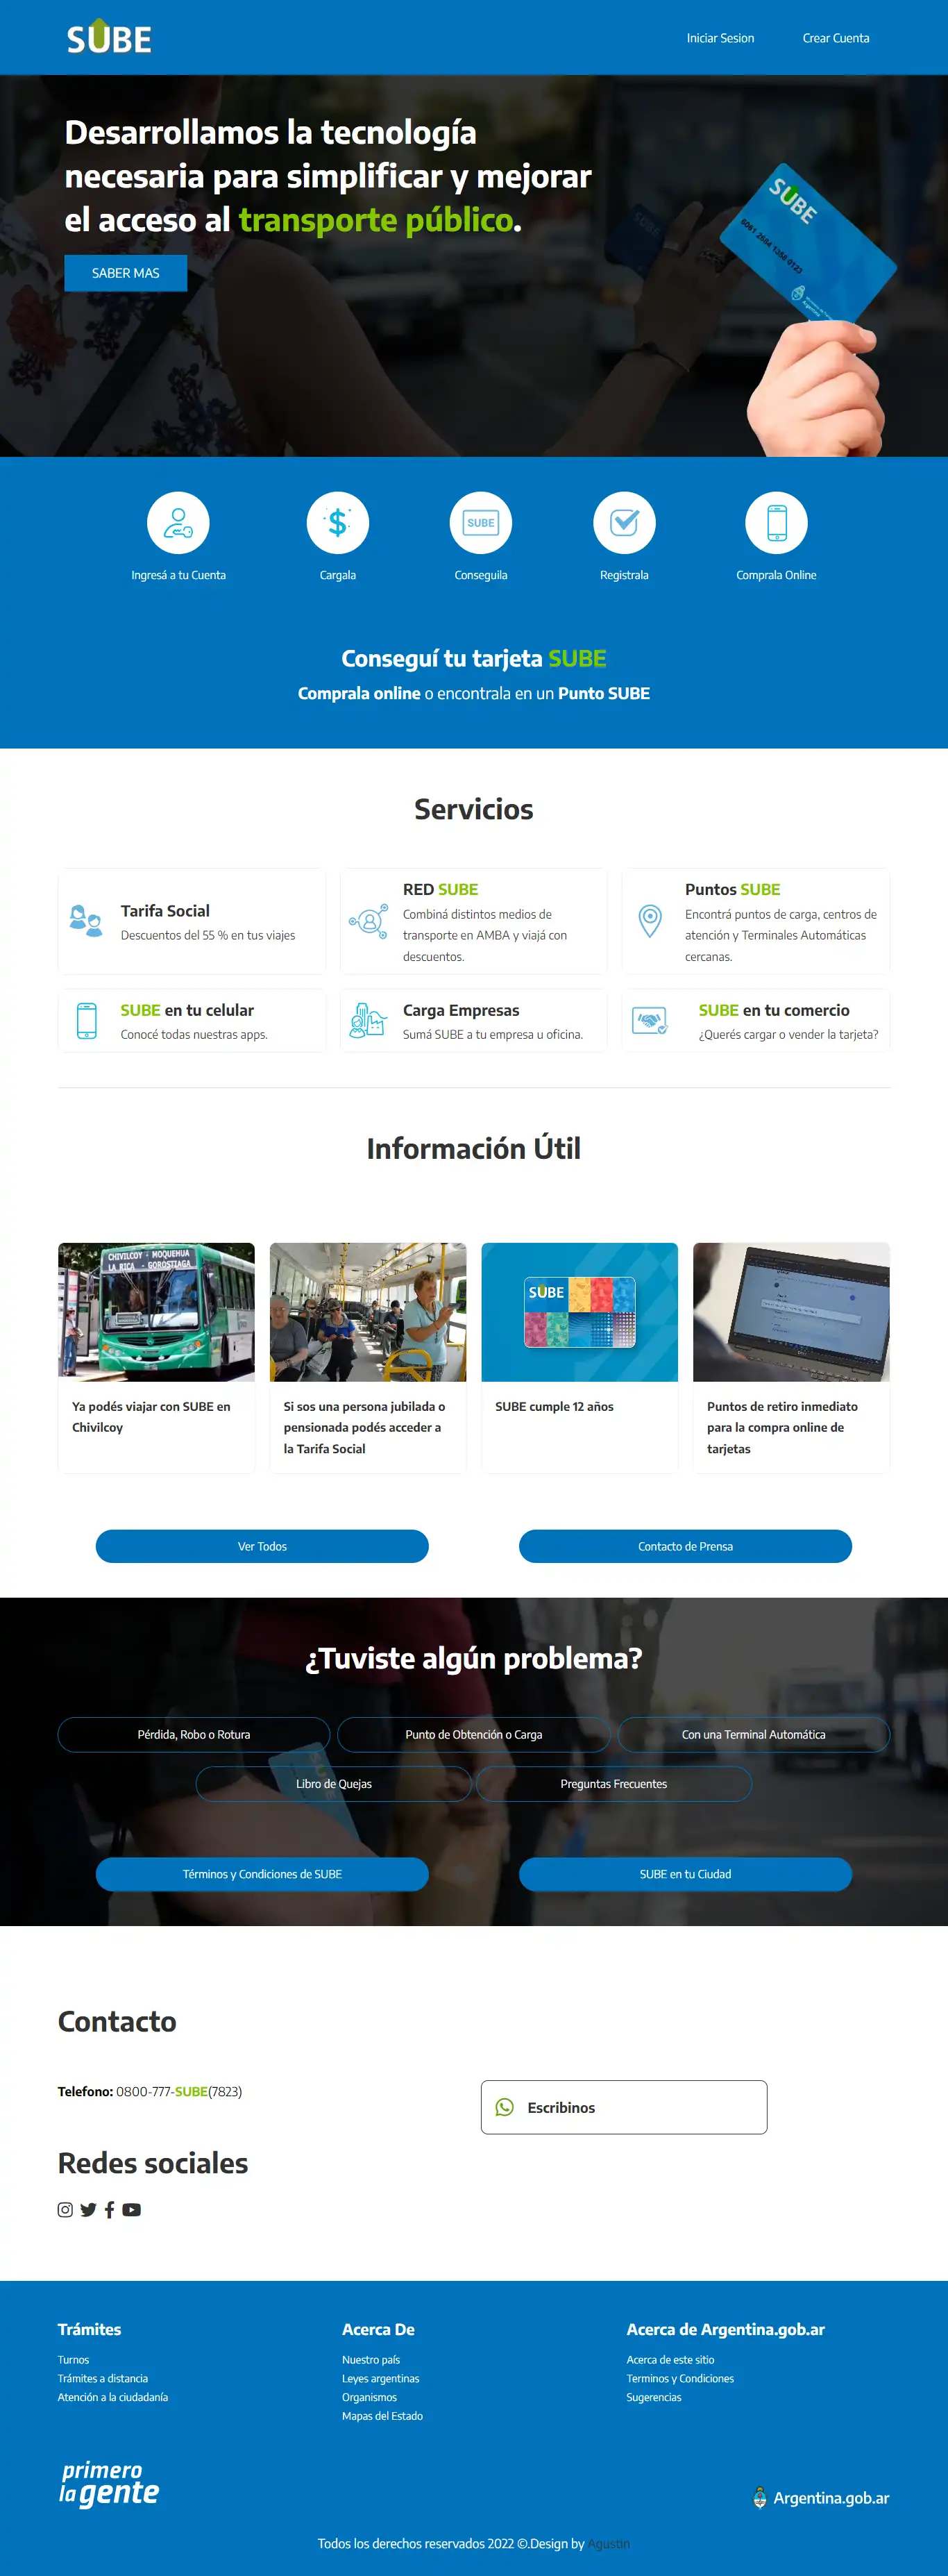 SUBE
Iniciar Sesion
Crear Cuenta
Desarrollamos la tecnología
necesaria para simplificar y mejorar
el acceso al transporte público.
SABER MAS
SUBE
6061 2684 1256 0123
Argentina
Ingresá a tu Cuenta
Cargala
SUBE
Conseguila
Registrala
Comprala Online
Conseguí tu tarjeta SUBE
Comprala online o encontrala en un Punto SUBE
Servicios
Tarifa Social
Descuentos del 55 % en tus viajes
RED SUBE
Combiná distintos medios de
transporte en AMBA y viajá con
descuentos.
Puntos SUBE
Encontrá puntos de carga, centros de
atención y Terminales Automáticas
cercanas.
SUBE en tu celular
Conocé todas nuestras apps.
Carga Empresas
Sumá SUBE a tu empresa u oficina.
SUBE en tu comercio
¿Querés cargar o vender la tarjeta?
Información Útil
CHIVILCOY - MOQUEHUA
LA RICA - GOROSTIAGA
SUBE
Ya podés viajar con SUBE en
Chivilcoy
Si sos una persona jubilada o
pensionada podés acceder a
la Tarifa Social
SUBE cumple 12 años
Puntos de retiro inmediato
para la compra online de
tarjetas
Ver Todos
Contacto de Prensa
¿Tuviste algún problema?
Pérdida, Robo o Rotura
Punto de Obtención o Carga
Con una Terminal Automática
Libro de Quejas
Preguntas Frecuentes
Términos y Condiciones de SUBE
SUBE en tu Ciudad
Contacto
Telefono: 0800-777-SUBE(7823)
Escribinos
Redes sociales
Trámites
Turnos
Trámites a distancia
Atención a la ciudadanía
Acerca De
Nuestro país
Leyes argentinas
Organismos
Mapas del Estado
Acerca de Argentina.gob.ar
Acerca de este sitio
Terminos y Condiciones
Sugerencias
primero
la gente
Argentina.gob.ar
Todos los derechos reservados 2022 ©.Design by Agustin